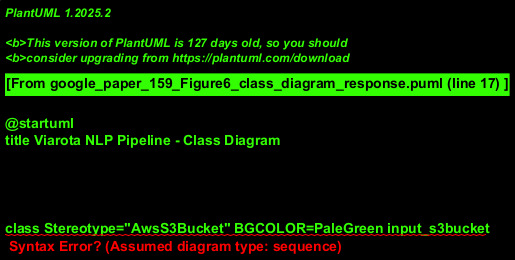 PlantUML 1.2025.2
<b>This version of PlantUML is 127 days old, so you should
<b>consider upgrading from https://plantuml.com/download
[From google_paper_159_Figure6_class_diagram_response.puml (line 17) ]
@startuml
title Viarota NLP Pipeline - Class Diagram
class Stereotype="AwsS3Bucket" BGCOLOR=PaleGreen input_s3bucket
Syntax Error? (Assumed diagram type: sequence)